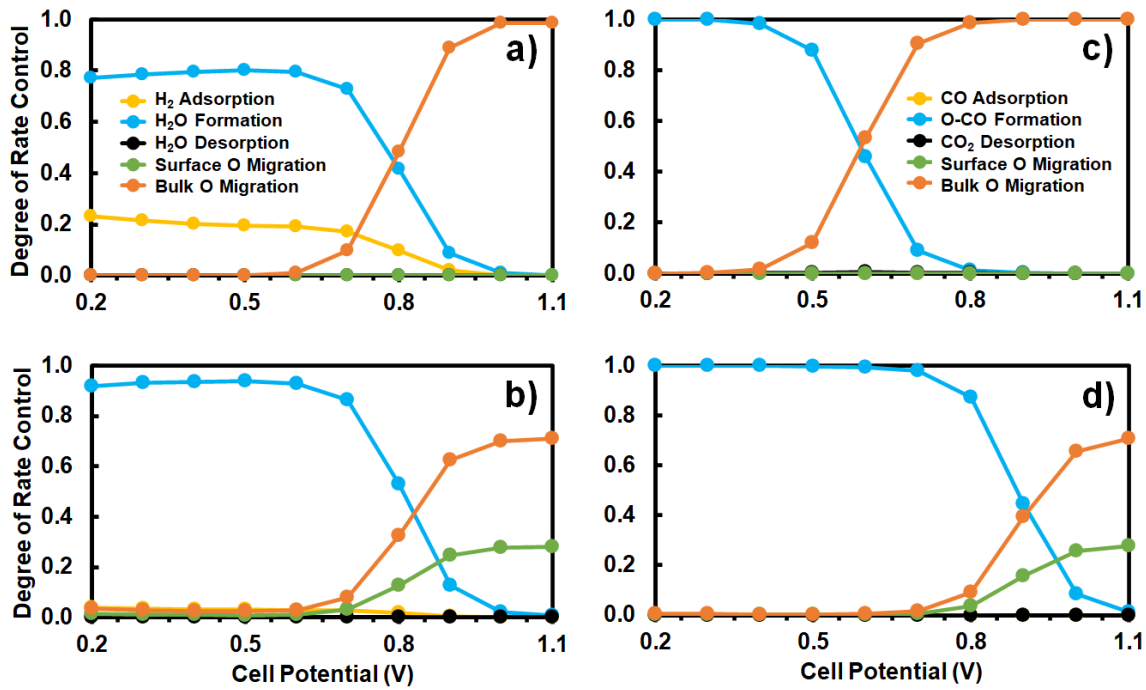 Degree of Rate Control
1.0
0.8
0.6
0.4
0.2
0.0
a)
H₂ Adsorption
H₂O Formation
H₂O Desorption
Surface O Migration
Bulk O Migration
0.2 0.5 0.8 1.1
1.0
0.8
0.6
0.4
0.2
0.0
c)
CO Adsorption
O-CO Formation
CO₂ Desorption
Surface O Migration
Bulk O Migration
0.2 0.5 0.8 1.1
Degree of Rate Control
1.0
0.8
0.6
0.4
0.2
0.0
b)
0.2 0.5 0.8 1.1
Cell Potential (V)
1.0
0.8
0.6
0.4
0.2
0.0
d)
0.2 0.5 0.8 1.1
Cell Potential (V)